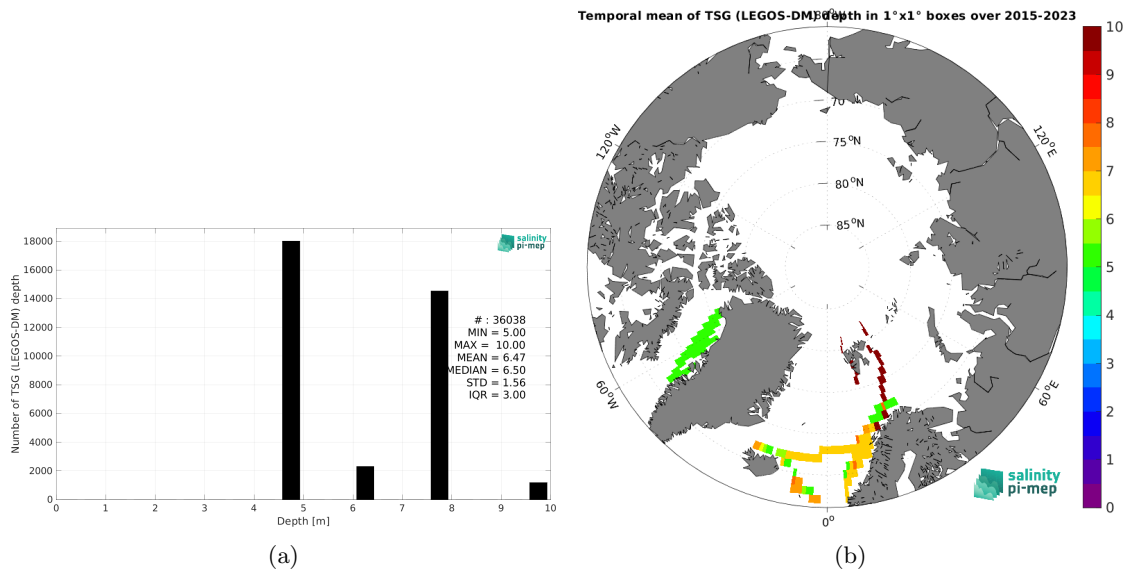 18000
16000
14000
12000
10000
8000
6000
4000
2000
0
0 1 2 3 4 5 6 7 8 9 10
Number of TSG (LEGOS-DM) depth
Depth [m]
salinity
pi-mep
# : 36038
MIN = 5.00
MAX = 10.00
MEAN = 6.47
MEDIAN = 6.50
STD = 1.56
IQR = 3.00
(a)
Temporal mean of TSG (LEGOS-DM) depth in 1°x1° boxes over 2015-2023
180°W
120°W
120°E
70
75°N
80°N
85°N
60°W
60°E
0°
10
9
8
7
6
5
4
3
2
1
0
salinity
pi-mep
(b)